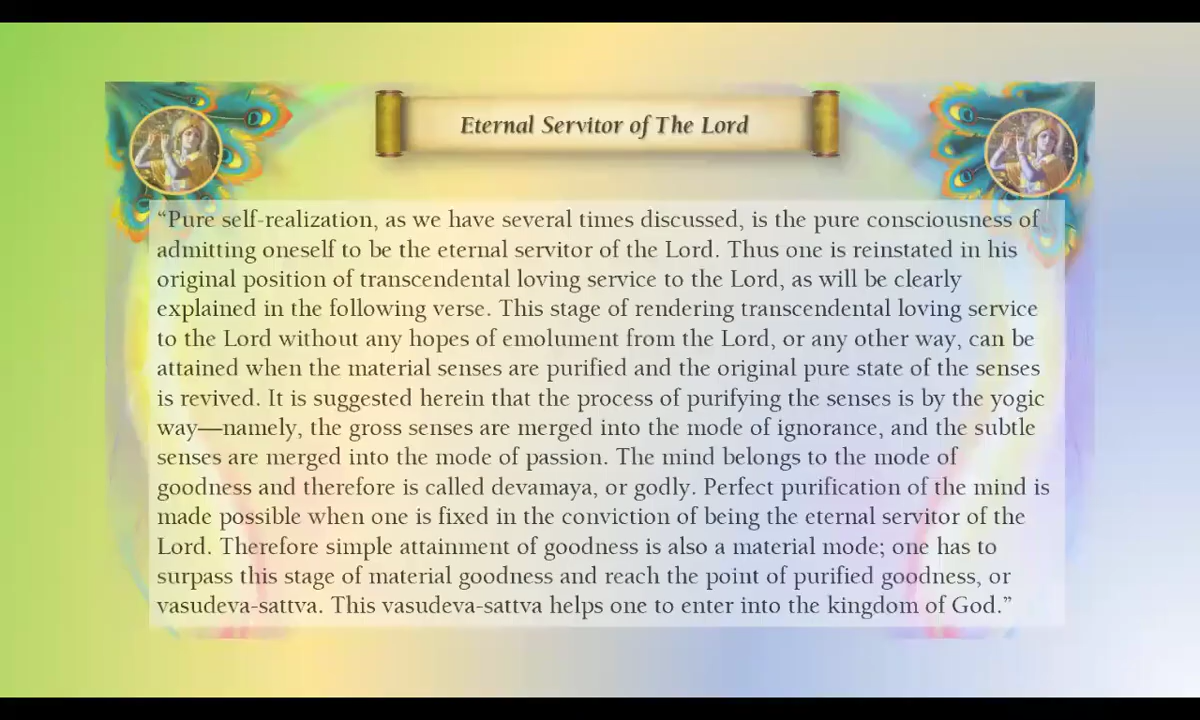 Eternal Servitor of The Lord
“Pure self-realization, as we have several times discussed, is the pure consciousness of
admitting oneself to be the eternal servitor of the Lord. Thus one is reinstated in his
original position of transcendental loving service to the Lord, as will be clearly
explained in the following verse. This stage of rendering transcendental loving service
to the Lord without any hopes of emolument from the Lord, or any other way, can be
attained when the material senses are purified and the original pure state of the senses
is revived. It is suggested herein that the process of purifying the senses is by the yogic
way—namely, the gross senses are merged into the mode of ignorance, and the subtle
senses are merged into the mode of passion. The mind belongs to the mode of
goodness and therefore is called devamaya, or godly. Perfect purification of the mind is
made possible when one is fixed in the conviction of being the eternal servitor of the
Lord. Therefore simple attainment of goodness is also a material mode; one has to
surpass this stage of material goodness and reach the point of purified goodness, or
vasudeva-sattva. This vasudeva-sattva helps one to enter into the kingdom of God.”